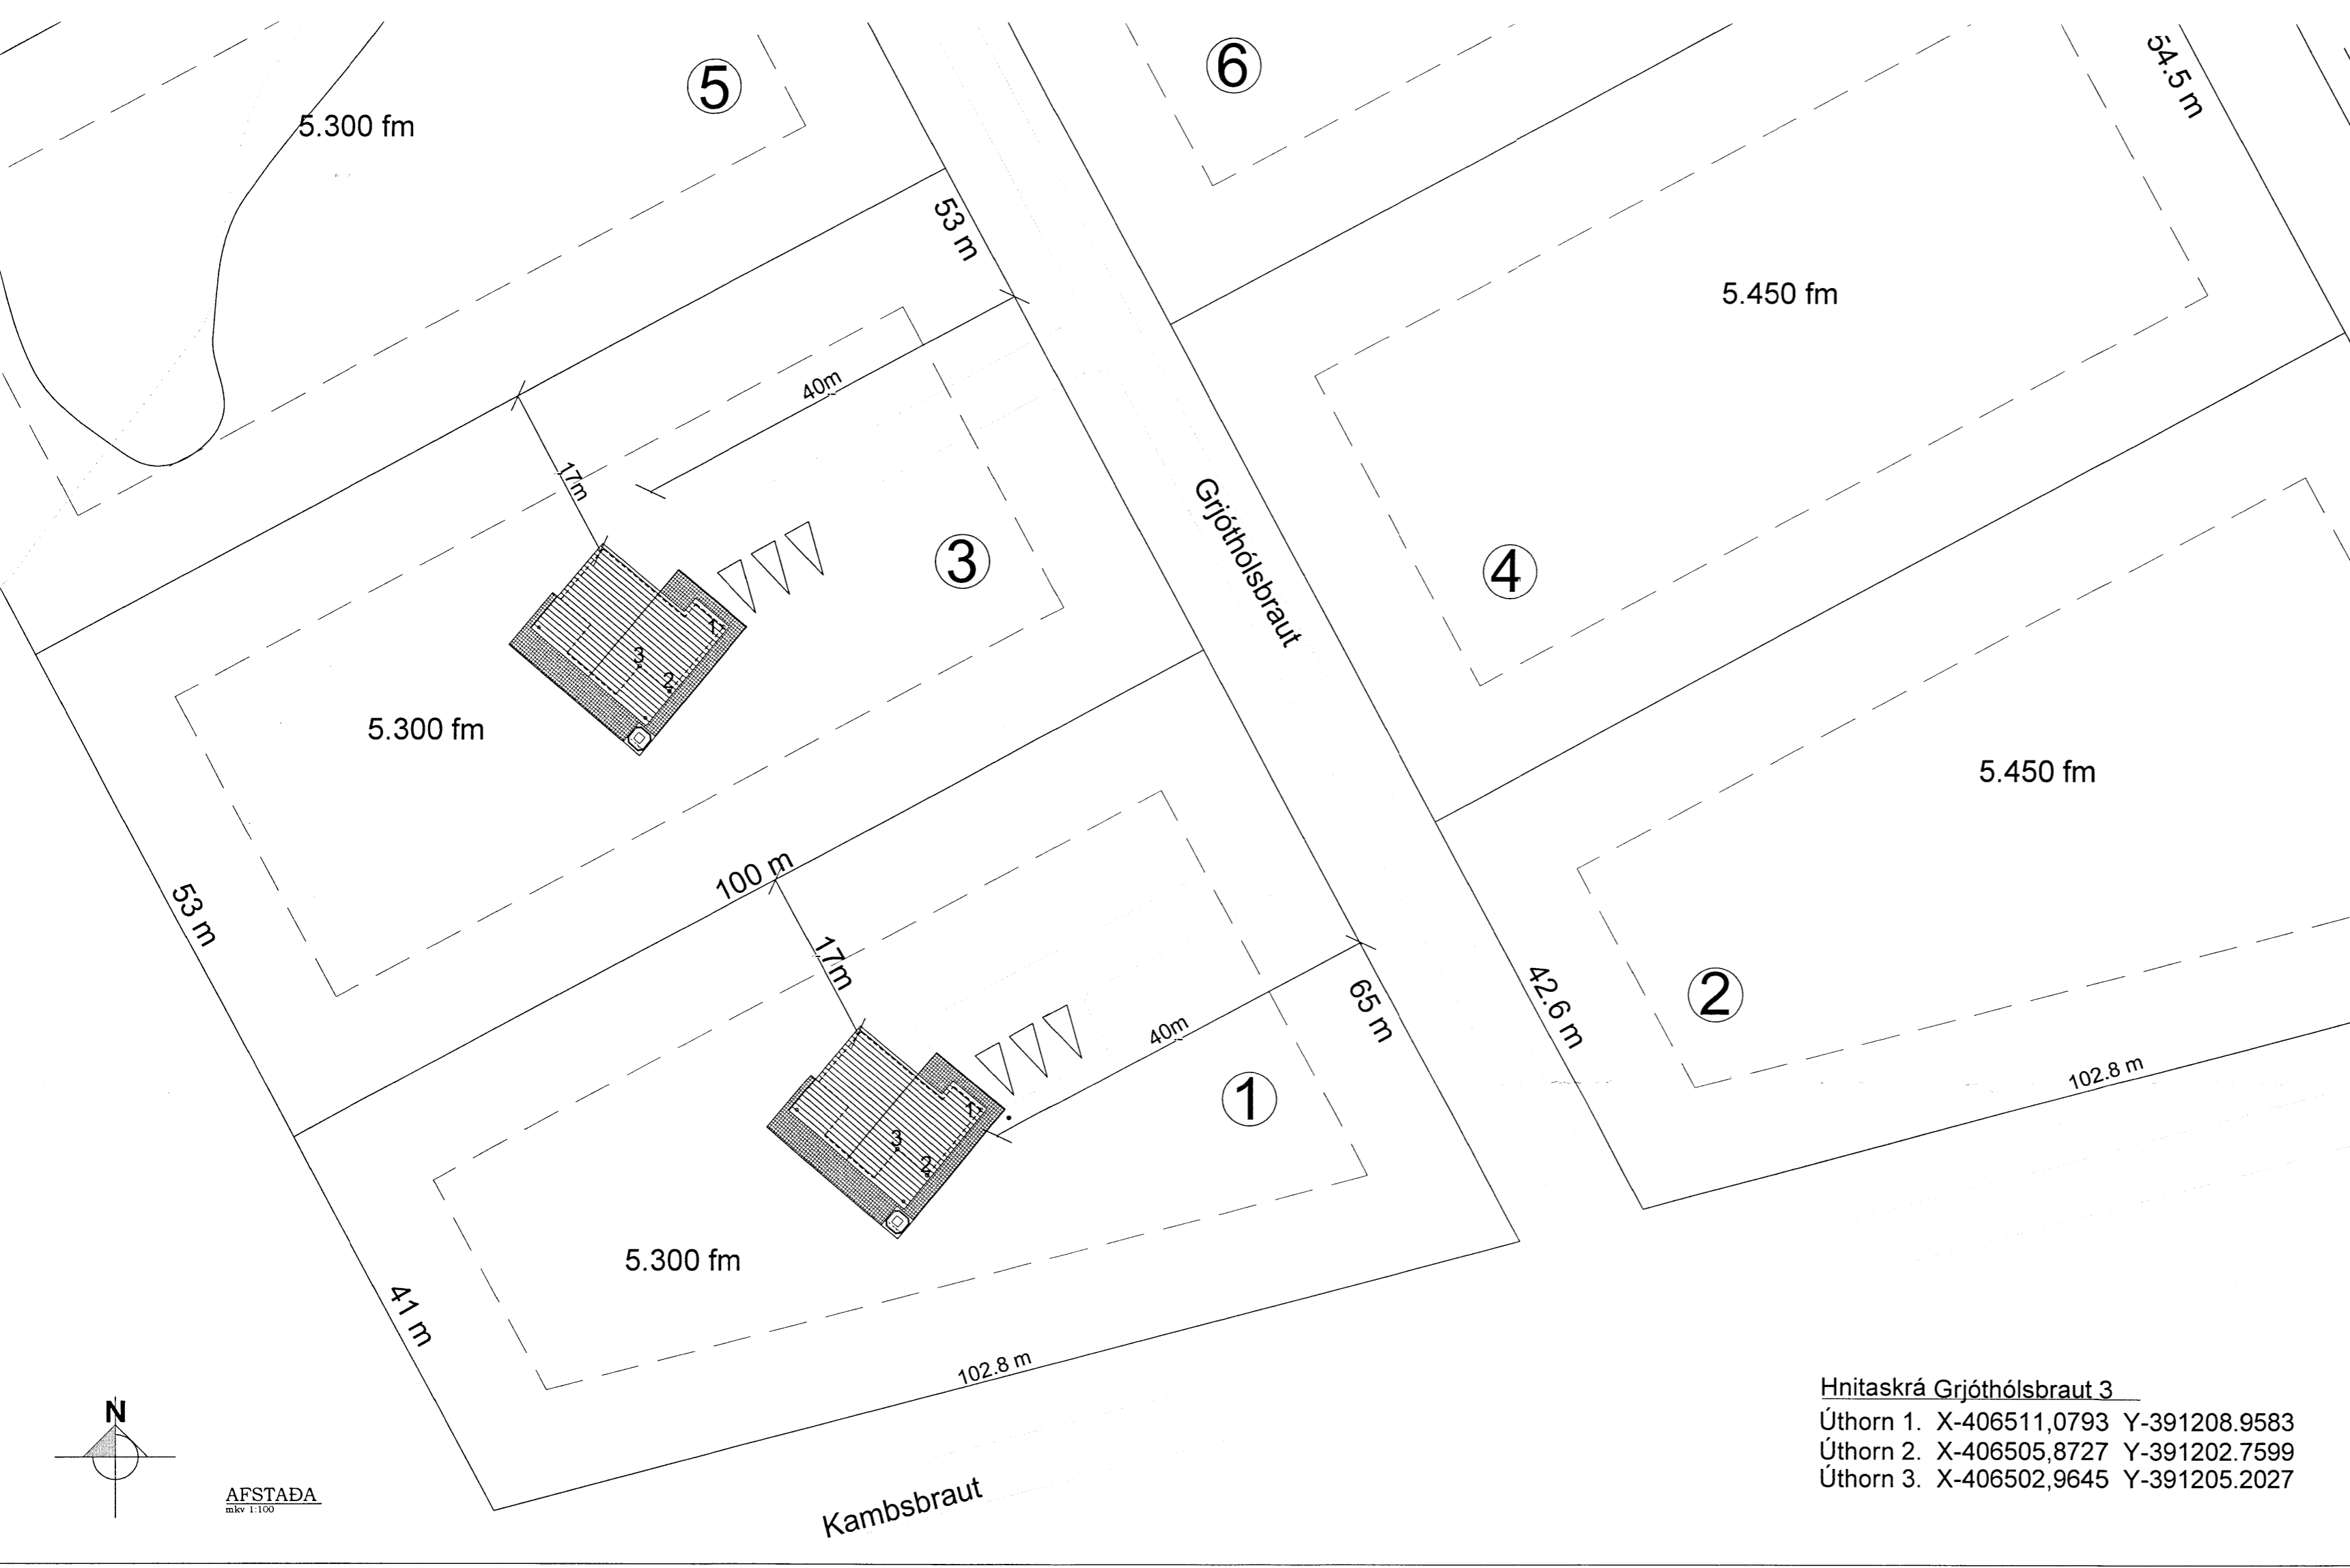 5
6
54.5 m
5.300 fm
53 m
5.450 fm
40m
17m
Grjóthólsbraut
3
4
1
3
2
5.300 fm
5.450 fm
100 m
53 m
17m
65 m
42.6 m
2
40m
102.8 m
1
1
3
2
5.300 fm
41 m
102.8 m
Kambsbraut
N
AFSTAÐA
mkv 1:100
Hnitaskrá Grjóthólsbraut 3
Úthorn 1. X-406511,0793 Y-391208.9583
Úthorn 2. X-406505,8727 Y-391202.7599
Úthorn 3. X-406502,9645 Y-391205.2027